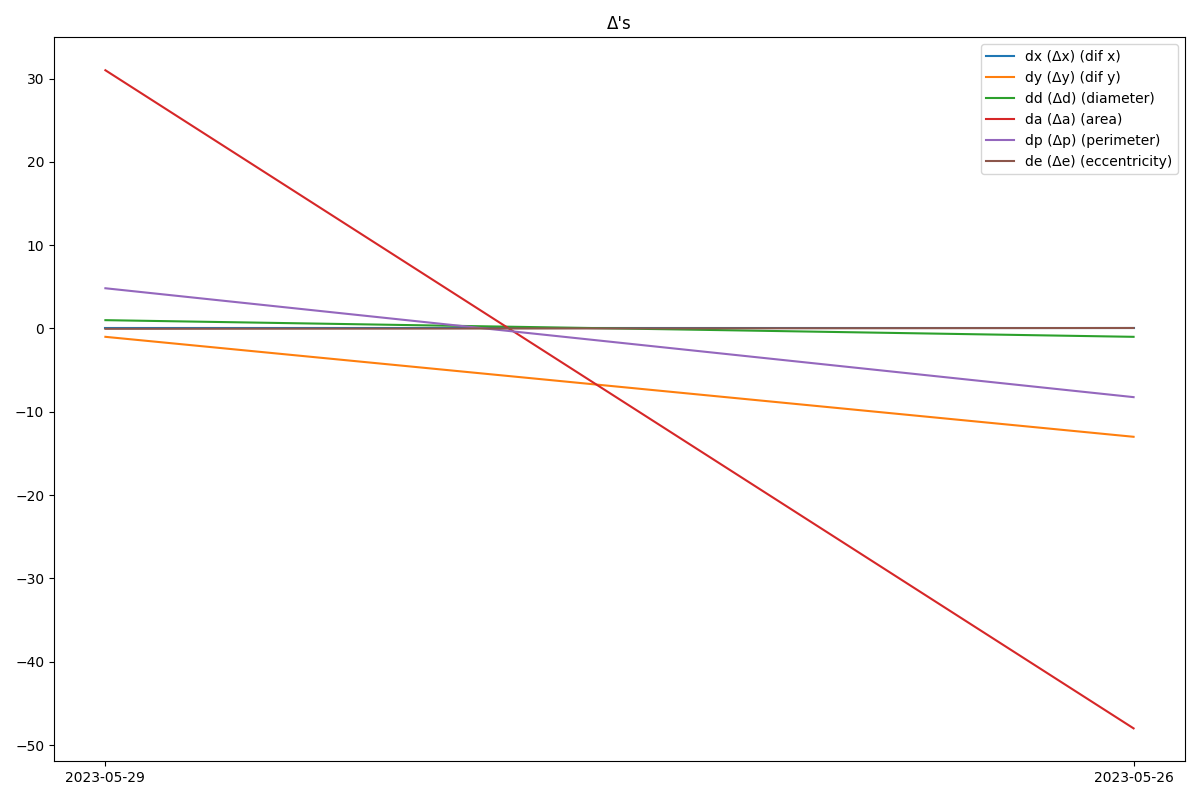 Δ's
dx (Δx) (dif x)
dy (Δy) (dif y)
dd (Δd) (diameter)
da (Δa) (area)
dp (Δp) (perimeter)
de (Δe) (eccentricity)
30
20
10
0
−10
−20
−30
−40
−50
2023-05-29 2023-05-26